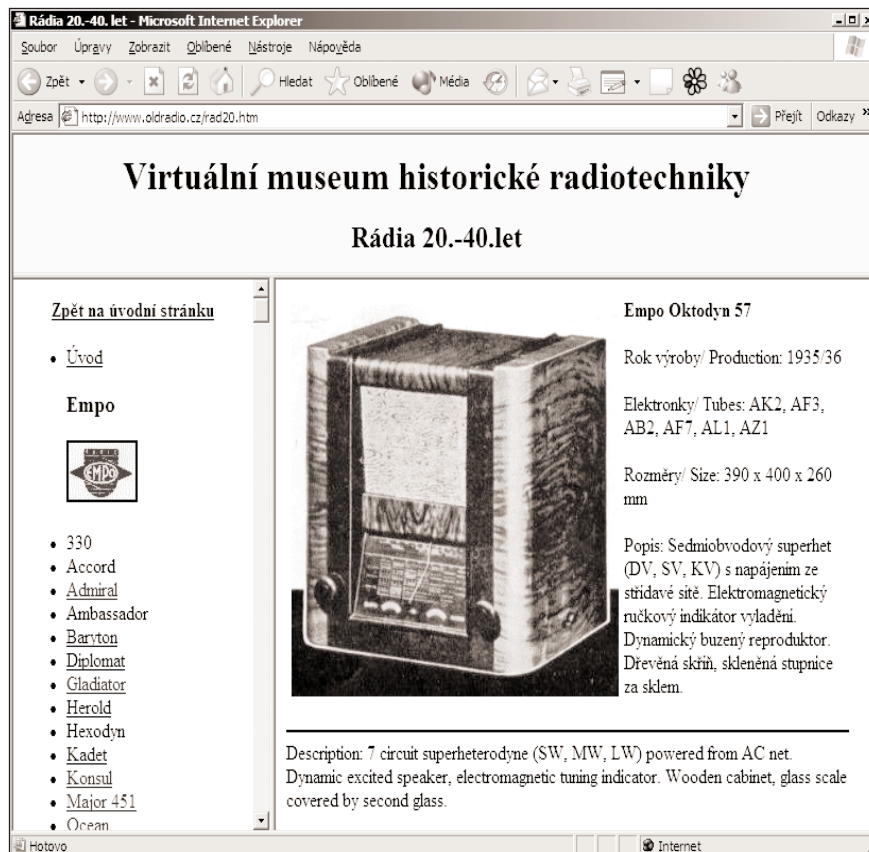 Rádia 20.-40. let - Microsoft Internet Explorer
Soubor Úpravy Zobrazit Oblíbené Nástroje Nápověda
Zpět Hledat Oblíbené Média
Adresa http://www.oldradio.cz/rad20.htm Přejít Odkazy
Virtuální museum historické radiotechniky
Rádia 20.-40.let
Zpět na úvodní stránku
Úvod
Empo
RADIO
EMPO
330
Accord
Admiral
Ambassador
Baryton
Diplomat
Gladiator
Herold
Hexodyn
Kadet
Konsul
Major 451
Ocean
Empo Oktodyn 57
Rok výroby/ Production: 1935/36
Elektronky/ Tubes: AK2, AF3,
AB2, AF7, AL1, AZ1
Rozměry/ Size: 390 x 400 x 260
mm
Popis: Sedmiobvodový superhet
(DV, SV, KV) s napájením ze
střídavé sítě. Elektromagnetický
ručkový indikátor vyladění.
Dynamický buzený reproduktor.
Dřevěná skříň, skleněná stupnice
za sklem.
Description: 7 circuit superheterodyne (SW, MW, LW) powered from AC net.
Dynamic excited speaker, electromagnetic tuning indicator. Wooden cabinet, glass scale
covered by second glass.
Hotovo Internet